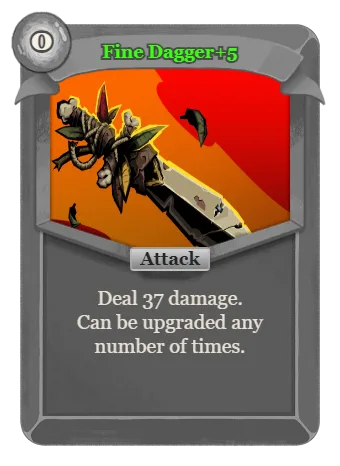 0
Fine Dagger+5
Attack
Deal 37 damage.
Can be upgraded any
number of times.